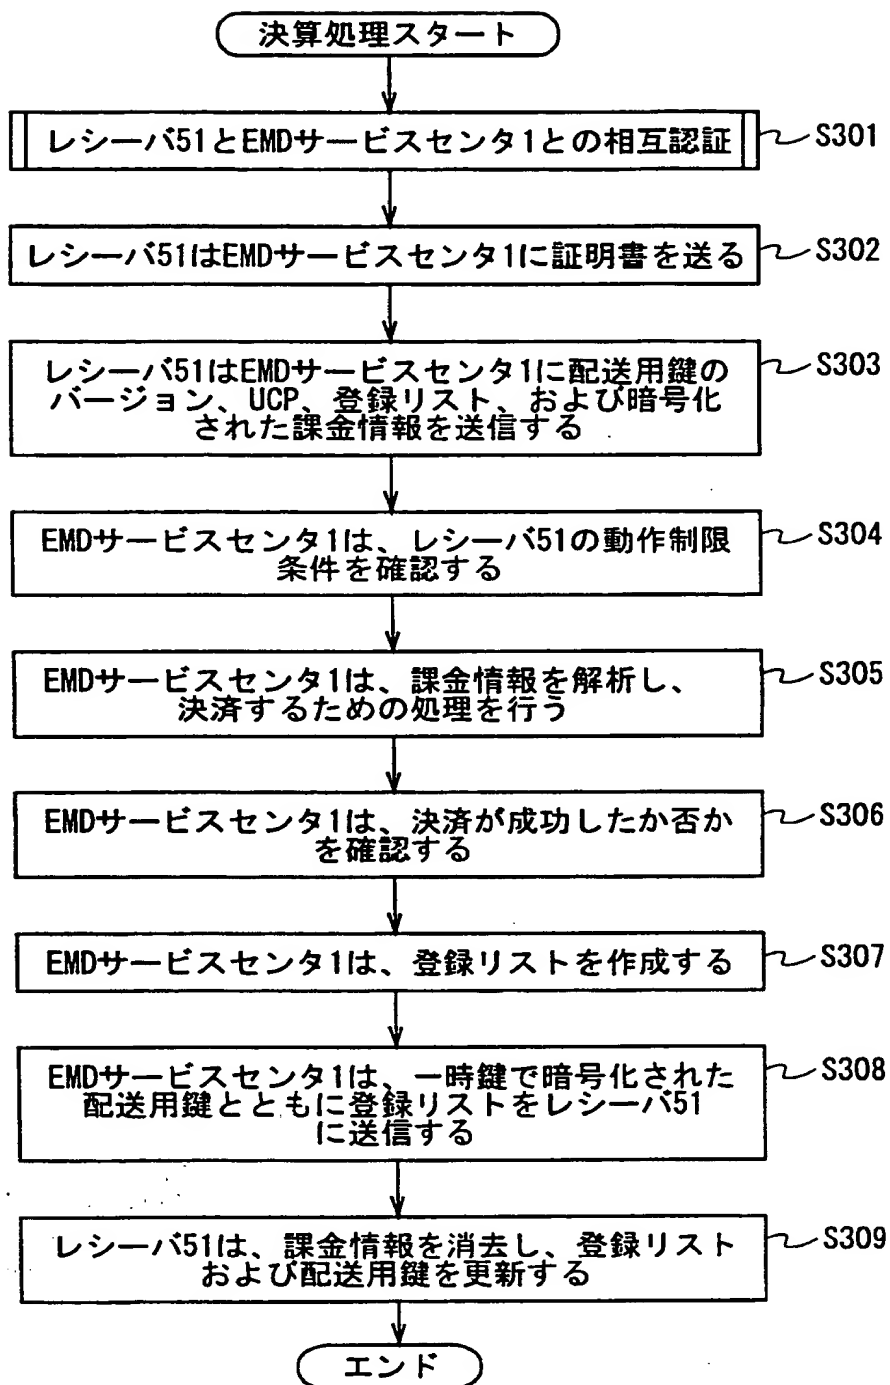 決算処理スタート
レシーバ51とEMDサービスセンタ1との相互認証
S301
レシーバ51はEMDサービスセンタ1に証明書を送る
S302
レシーバ51はEMDサービスセンタ1に配送用鍵の
バージョン、UCP、登録リスト、および暗号化
された課金情報を送信する
S303
EMDサービスセンタ1は、レシーバ51の動作制限
条件を確認する
S304
EMDサービスセンタ1は、課金情報を解析し、
決済するための処理を行う
S305
EMDサービスセンタ1は、決済が成功したか否か
を確認する
S306
EMDサービスセンタ1は、登録リストを作成する
S307
EMDサービスセンタ1は、一時鍵で暗号化された
配送用鍵とともに登録リストをレシーバ51
に送信する
S308
レシーバ51は、課金情報を消去し、登録リスト
および配送用鍵を更新する
S309
エンド